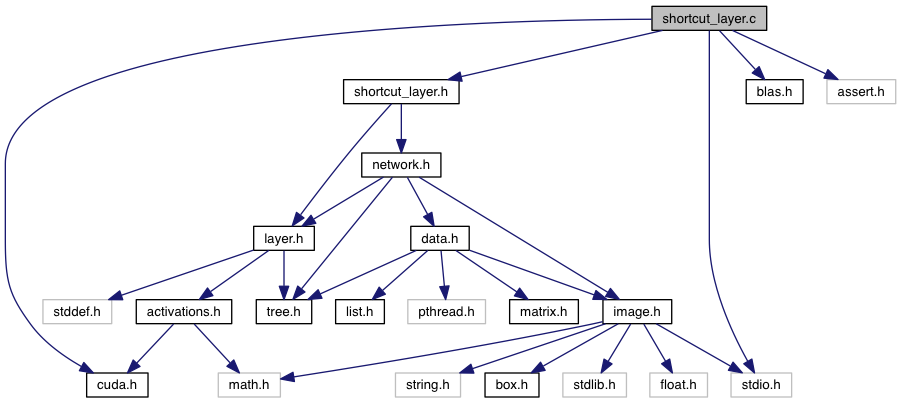 shortcut_layer.c
shortcut_layer.h
blas.h
assert.h
network.h
layer.h
data.h
stddef.h
activations.h
tree.h
list.h
pthread.h
matrix.h
image.h
cuda.h
math.h
string.h
box.h
stdlib.h
float.h
stdio.h